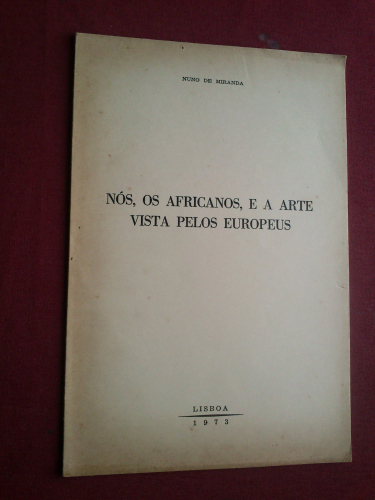 NUNO DE MIRANDA
NÓS, OS AFRICANOS, E A ARTE
VISTA PELOS EUROPEUS
LISBOA
1973